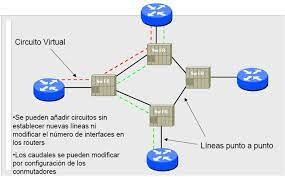 Circuito Virtual
Líneas punto a punto
•Se pueden añadir circuitos sin
establecer nuevas líneas ni
modificar el número de interfaces en
los routers
•Los caudales se pueden modificar
por configuración de los
conmutadores